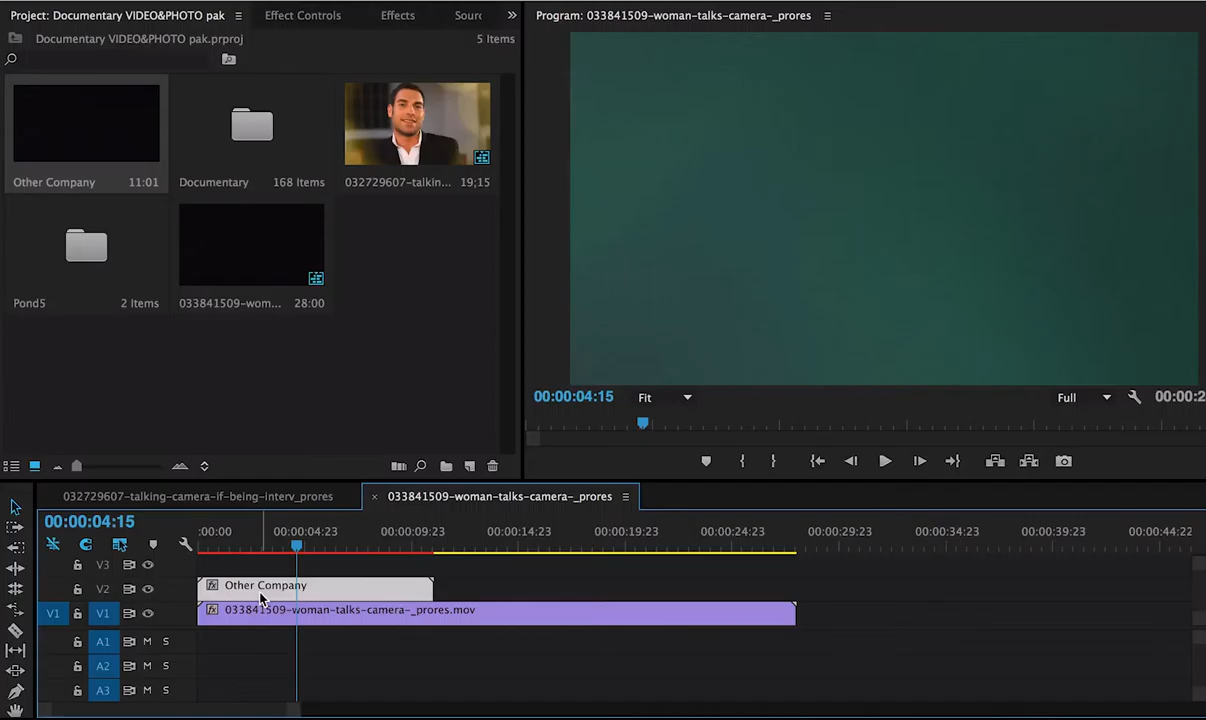 Project: Documentary VIDEO&PHOTO pak
Effect Controls
Effects
Sourc
Program: 033841509-woman-talks-camera-_prores
Documentary VIDEO&PHOTO pak.prproj
5 Items
Other Company 11:01
Documentary 168 Items
032729607-talkin... 19;15
Pond5 2 Items
033841509-wom... 28:00
00:00:04:15
Fit
Full
00:00:2
032729607-talking-camera-if-being-interv_prores
× 033841509-woman-talks-camera-_prores
00:00:04:15
:00:00
00:00:04:23
00:00:09:23
00:00:14:23
00:00:19:23
00:00:24:23
00:00:29:23
00:00:34:23
00:00:39:23
00:00:44:22
V3
V2
fx Other Company
V1 V1
fx 033841509-woman-talks-camera-_prores.mov
A1 M S
A2 M S
A3 M S